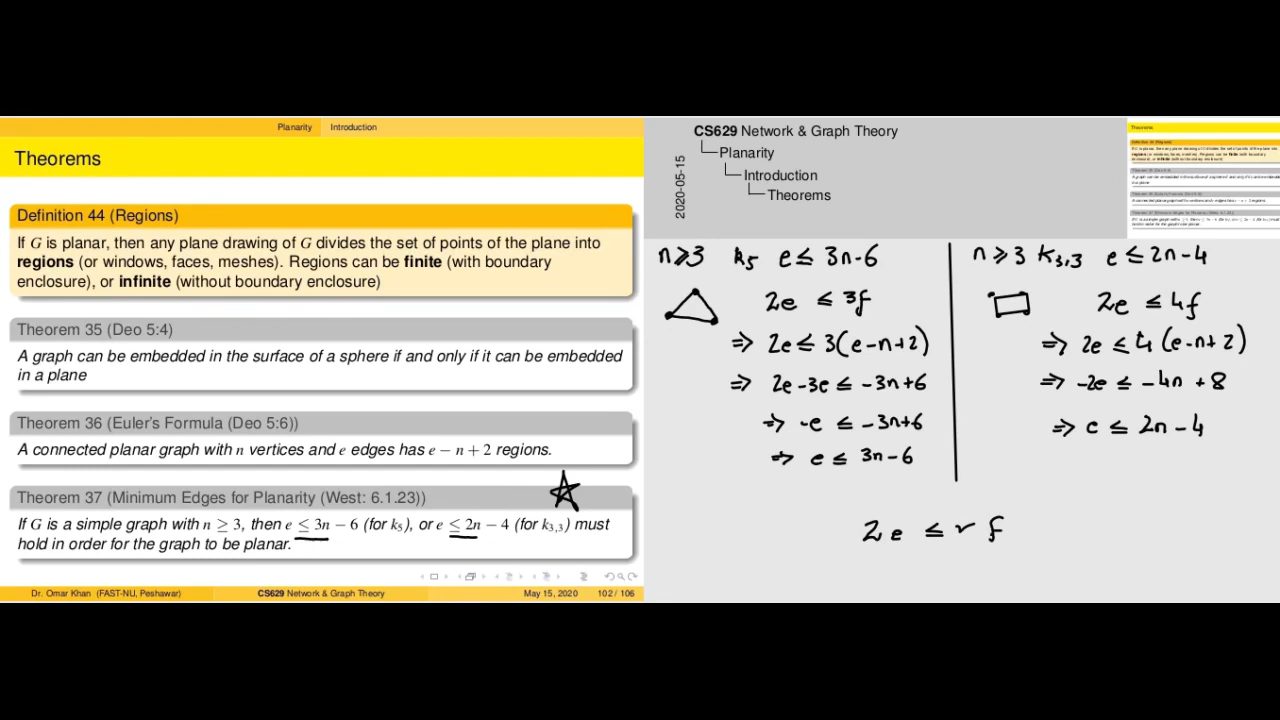 Planarity Introduction
Theorems
Definition 44 (Regions)
If G is planar, then any plane drawing of G divides the set of points of the plane into
regions (or windows, faces, meshes). Regions can be finite (with boundary
enclosure), or infinite (without boundary enclosure)
Theorem 35 (Deo 5:4)
A graph can be embedded in the surface of a sphere if and only if it can be embedded
in a plane
Theorem 36 (Euler's Formula (Deo 5:6))
A connected planar graph with n vertices and e edges has e − n + 2 regions.
Theorem 37 (Minimum Edges for Planarity (West: 6.1.23))
If G is a simple graph with n ≥ 3, then e ≤ 3n − 6 (for k5), or e ≤ 2n − 4 (for k3,3) must
hold in order for the graph to be planar.
Dr. Omar Khan (FAST-NU, Peshawar) CS629 Network & Graph Theory May 15, 2020 102 / 106
2020-05-15
CS629 Network & Graph Theory
Planarity
Introduction
Theorems
n ≥ 3 k5 e ≤ 3n-6
2e ≤ 3f
⇒ 2e ≤ 3(e-n+2)
⇒ 2e-3e ≤ -3n+6
⇒ -e ≤ -3n+6
⇒ e ≤ 3n-6
n ≥ 3 k3,3 e ≤ 2n-4
2e ≤ 4f
⇒ 2e ≤ 4(e-n+2)
⇒ -2e ≤ -4n+8
⇒ e ≤ 2n-4
2e ≤ r f